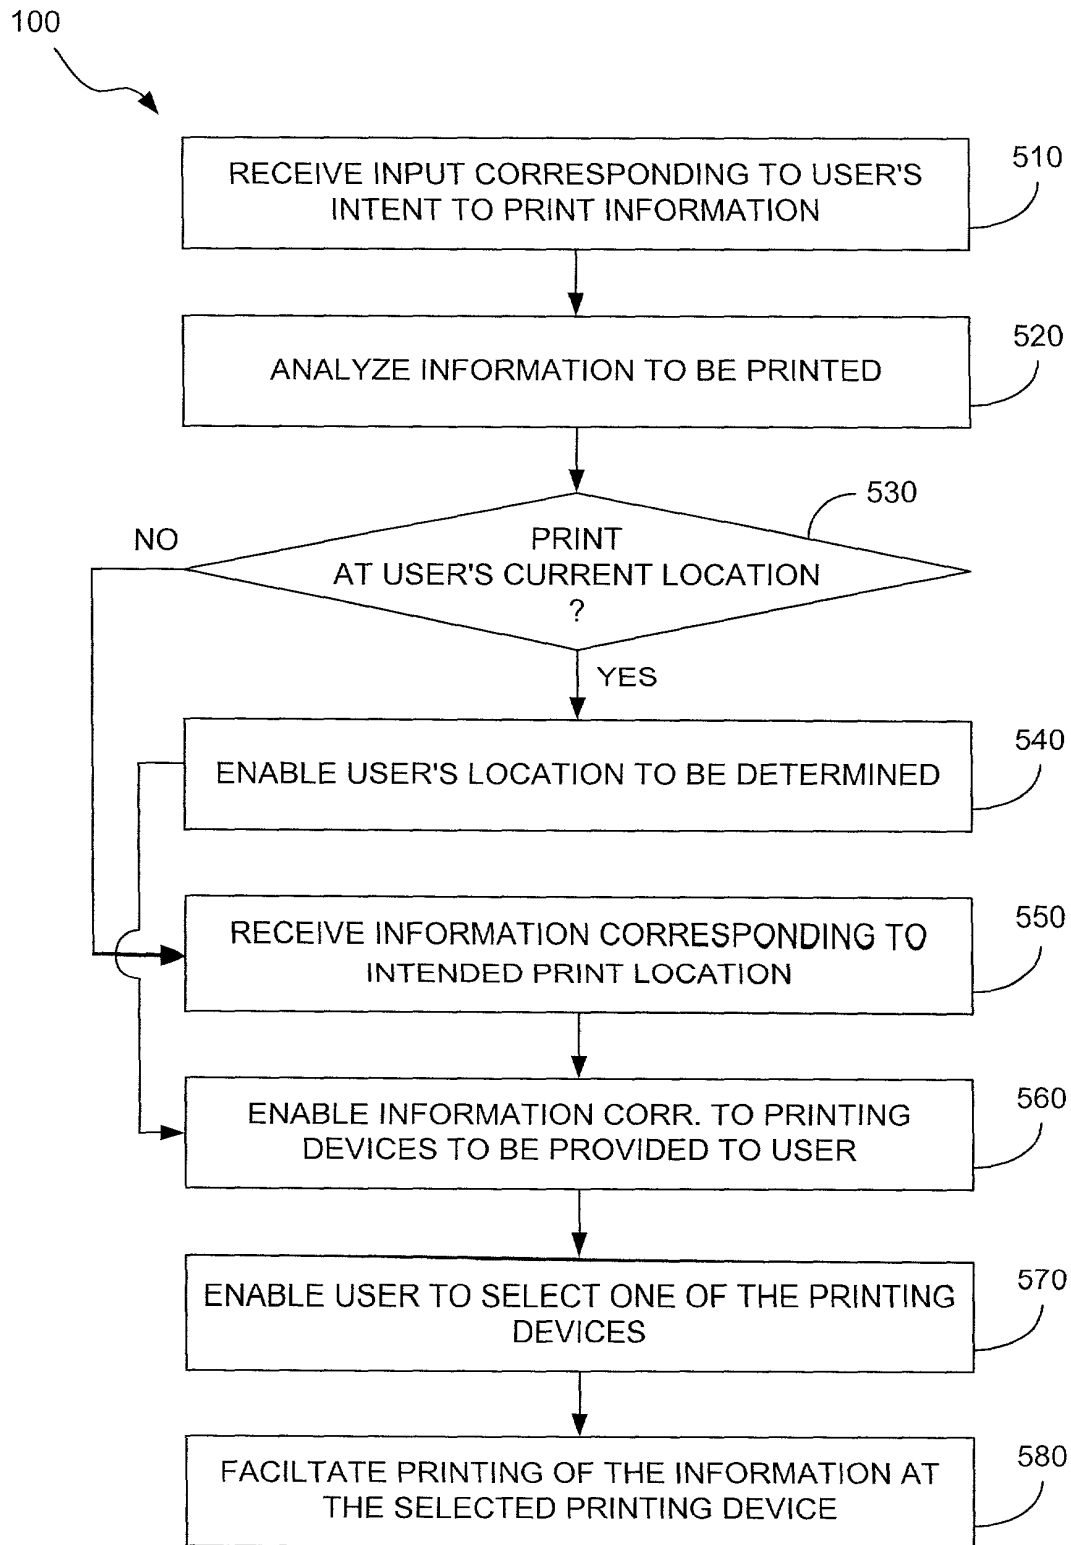 100
RECEIVE INPUT CORRESPONDING TO USER'S
INTENT TO PRINT INFORMATION
510
ANALYZE INFORMATION TO BE PRINTED
520
530
NO
PRINT
AT USER'S CURRENT LOCATION
?
YES
ENABLE USER'S LOCATION TO BE DETERMINED
540
RECEIVE INFORMATION CORRESPONDING TO
INTENDED PRINT LOCATION
550
ENABLE INFORMATION CORR. TO PRINTING
DEVICES TO BE PROVIDED TO USER
560
ENABLE USER TO SELECT ONE OF THE PRINTING
DEVICES
570
FACILTATE PRINTING OF THE INFORMATION AT
THE SELECTED PRINTING DEVICE
580